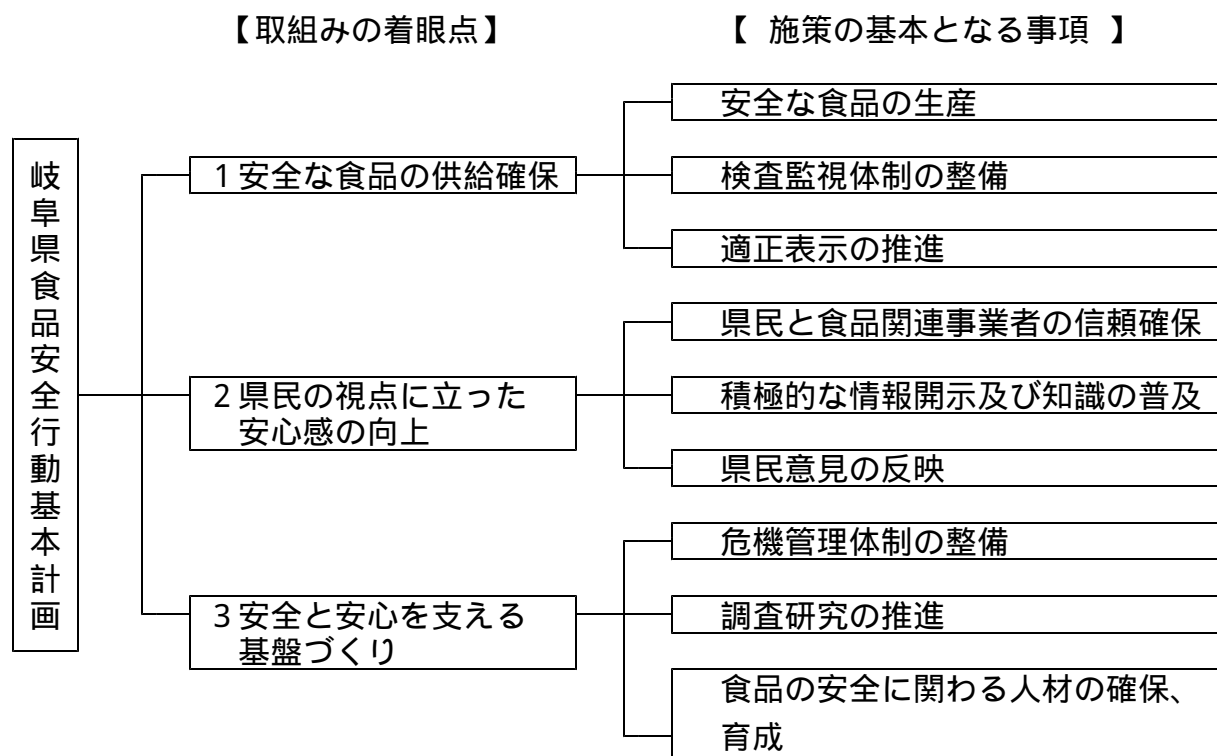 【取組みの着眼点】
【 施策の基本となる事項 】
岐阜県食品安全行動基本計画
1安全な食品の供給確保
安全な食品の生産
検査監視体制の整備
適正表示の推進
2県民の視点に立った
安心感の向上
県民と食品関連事業者の信頼確保
積極的な情報開示及び知識の普及
県民意見の反映
3安全と安心を支える
基盤づくり
危機管理体制の整備
調査研究の推進
食品の安全に関わる人材の確保、
育成